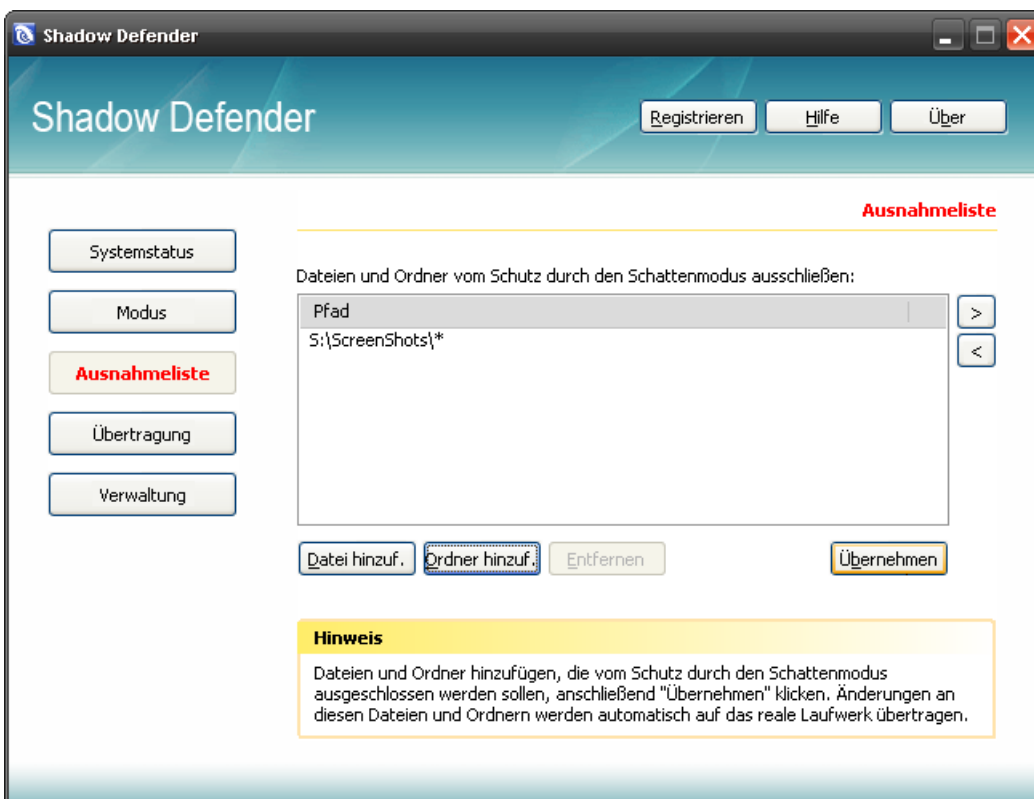 Shadow Defender
Shadow Defender
Registrieren
Hilfe
Über
Ausnahmeliste
Systemstatus
Modus
Ausnahmeliste
Übertragung
Verwaltung
Dateien und Ordner vom Schutz durch den Schattenmodus ausschließen:
Pfad
S:\ScreenShots\*
>
<
Datei hinzuf.
Ordner hinzuf.
Entfernen
Übernehmen
Hinweis
Dateien und Ordner hinzufügen, die vom Schutz durch den Schattenmodus
ausgeschlossen werden sollen, anschließend "Übernehmen" klicken. Änderungen an
diesen Dateien und Ordnern werden automatisch auf das reale Laufwerk übertragen.